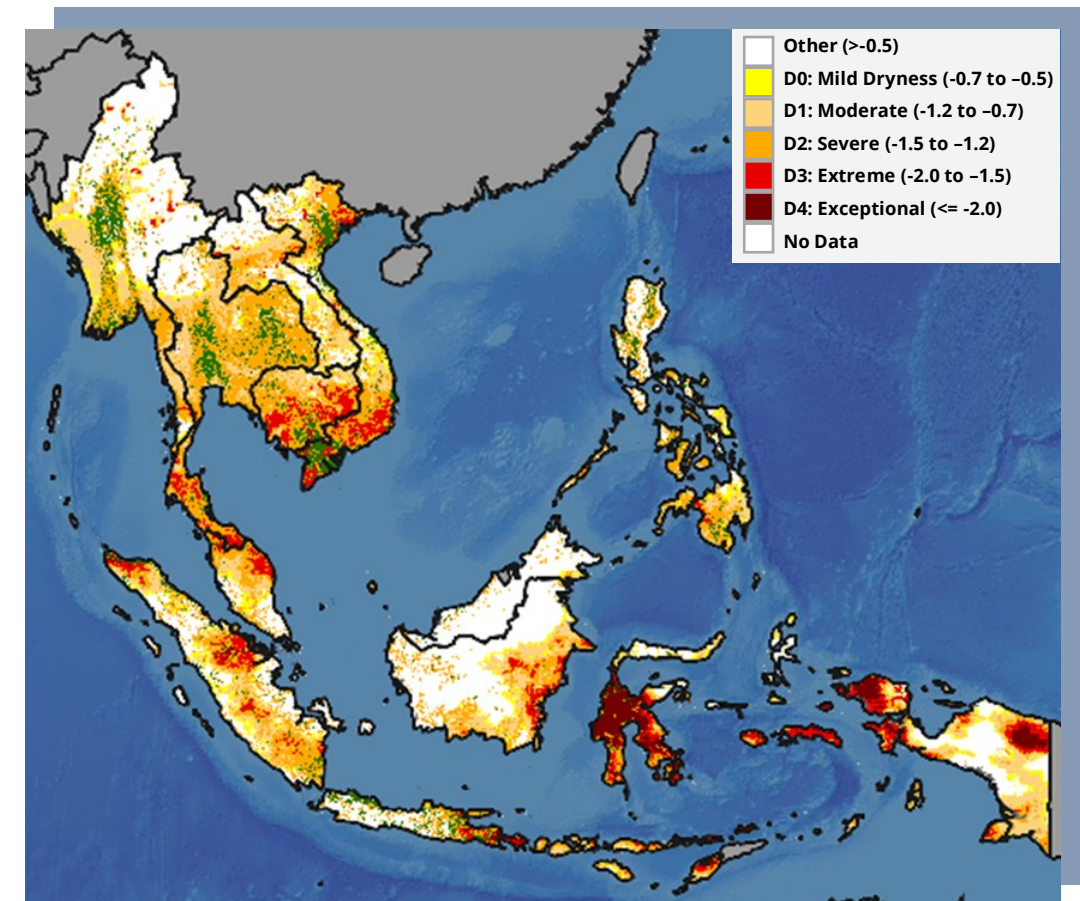 Other (>-0.5)
D0: Mild Dryness (-0.7 to –0.5)
D1: Moderate (-1.2 to –0.7)
D2: Severe (-1.5 to –1.2)
D3: Extreme (-2.0 to –1.5)
D4: Exceptional (<= -2.0)
No Data